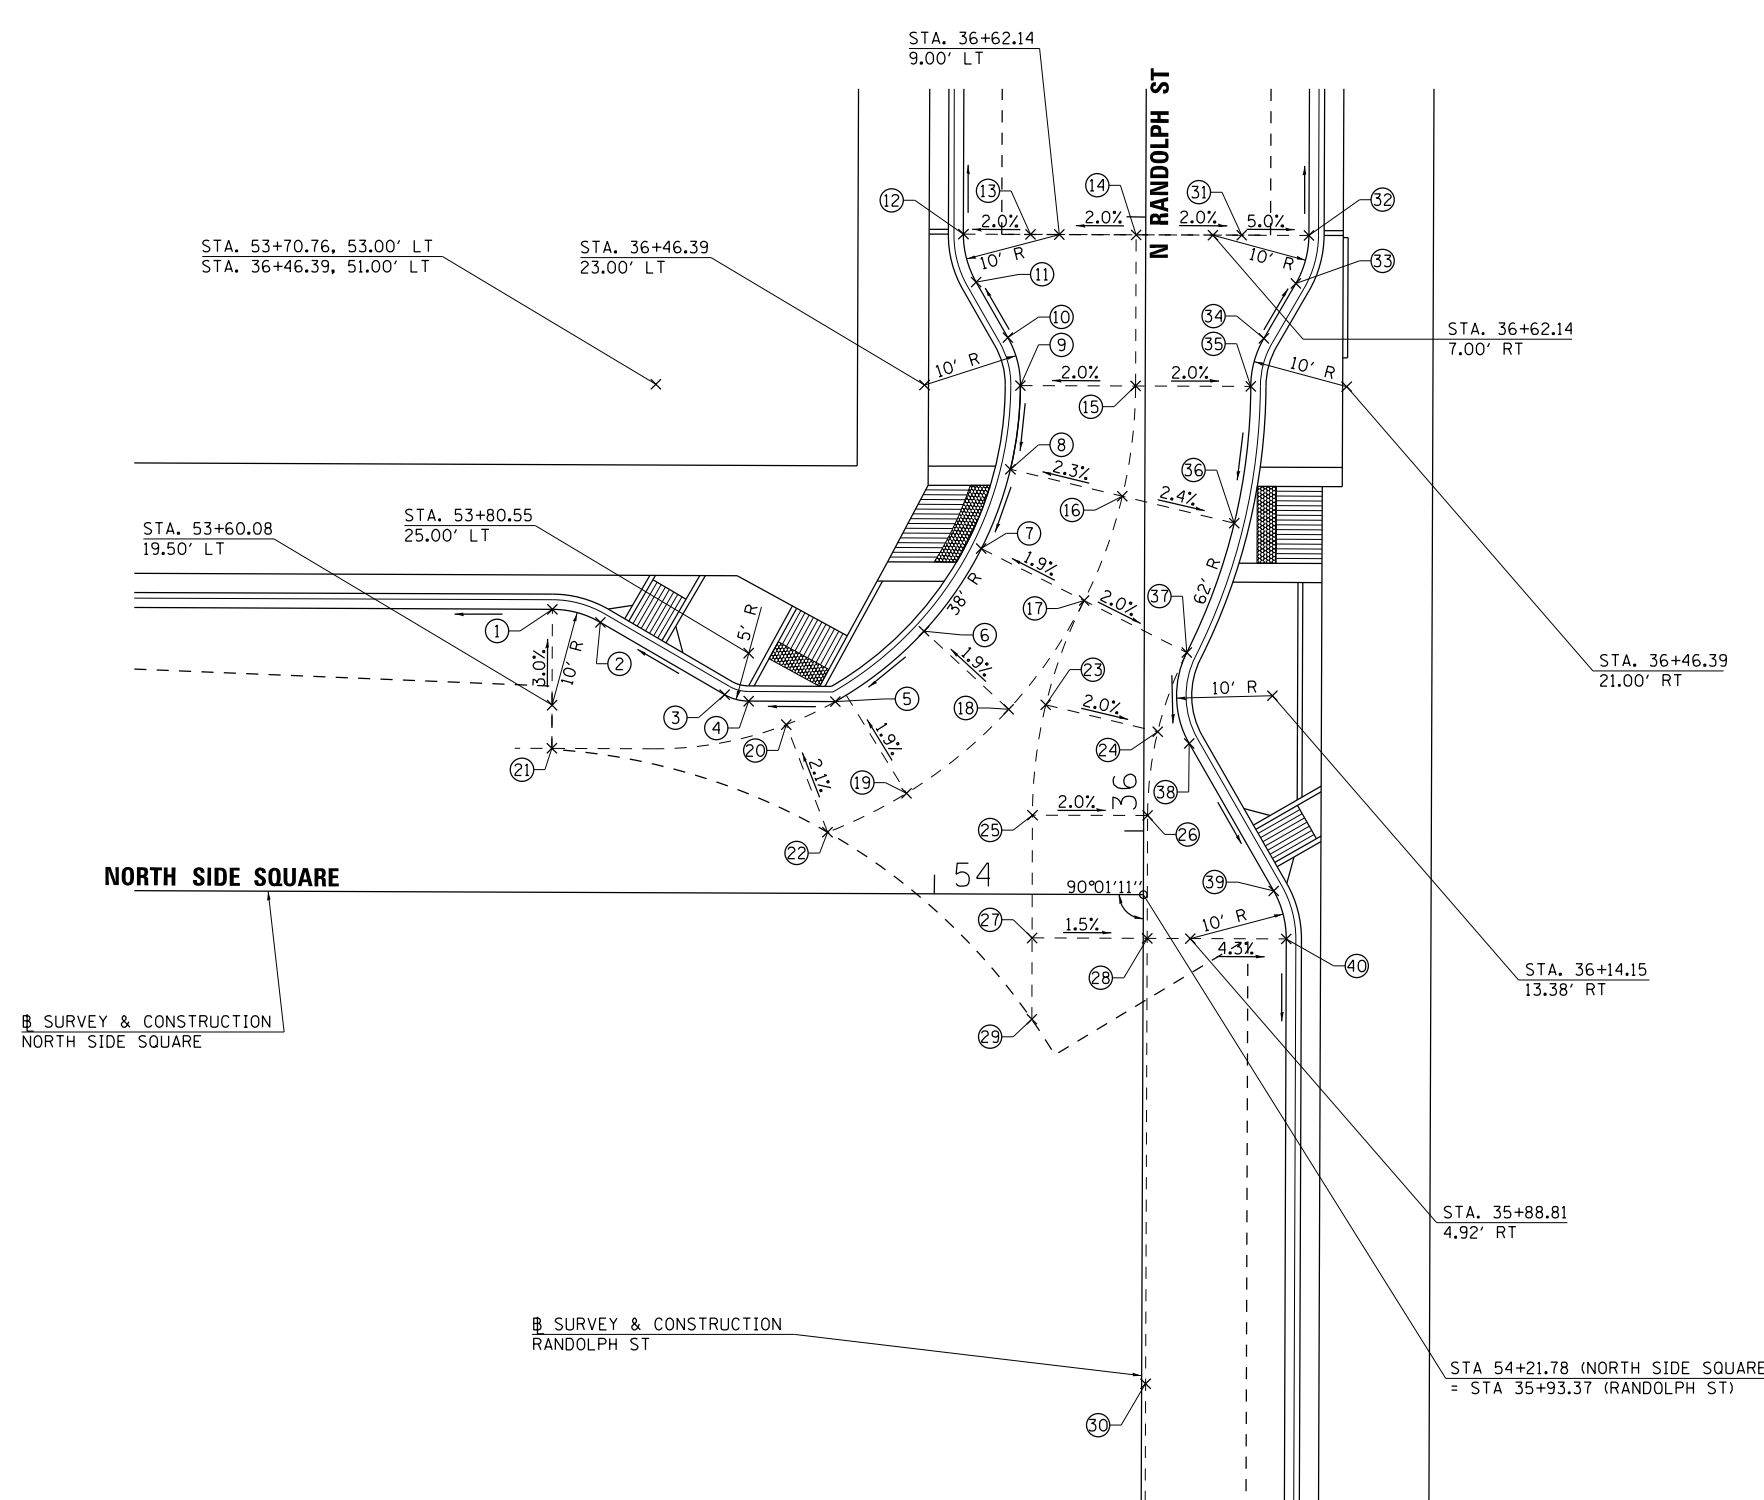 STA. 36+62.14
9.00' LT
N RANDOLPH ST
14
13
31
32
12
2.0%
2.0%
2.0%
5.0%
STA. 53+70.76, 53.00' LT
STA. 36+46.39, 51.00' LT
STA. 36+46.39
23.00' LT
10' R
10' R
33
11
10
34
STA. 36+62.14
7.00' RT
9
35
10' R
2.0%
2.0%
10' R
15
8
2.3%
36
2.4%
16
STA. 53+60.08
19.50' LT
STA. 53+80.55
25.00' LT
7
1.9%
62' R
38' R
37
17
2.0%
1
5' R
6
2
10' R
3.0%
1.9%
23
STA. 36+46.39
21.00' RT
10' R
5
18
3
4
2.0%
20
1.9%
24
21
2.1%
19
36
38
2.0%
25
26
22
NORTH SIDE SQUARE
54
90°01'11"
39
27
1.5%
10' R
4.3%
28
40
STA. 36+14.15
13.38' RT
℄ SURVEY & CONSTRUCTION
NORTH SIDE SQUARE
29
STA. 35+88.81
4.92' RT
℄ SURVEY & CONSTRUCTION
RANDOLPH ST
STA 54+21.78 (NORTH SIDE SQUARE
= STA 35+93.37 (RANDOLPH ST)
30